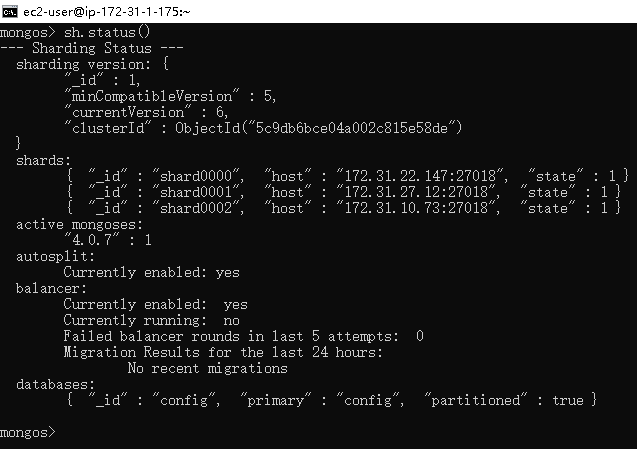 ec2-user@ip-172-31-1-175:~
mongos> sh.status()
--- Sharding Status ---
  sharding version: {
        "_id" : 1,
        "minCompatibleVersion" : 5,
        "currentVersion" : 6,
        "clusterId" : ObjectId("5c9db6bce04a002c815e58de")
  }
  shards:
        {  "_id" : "shard0000",  "host" : "172.31.22.147:27018",  "state" : 1 }
        {  "_id" : "shard0001",  "host" : "172.31.27.12:27018",  "state" : 1 }
        {  "_id" : "shard0002",  "host" : "172.31.10.73:27018",  "state" : 1 }
  active mongoses:
        "4.0.7" : 1
  autosplit:
        Currently enabled: yes
  balancer:
        Currently enabled:  yes
        Currently running:  no
        Failed balancer rounds in last 5 attempts:  0
        Migration Results for the last 24 hours:
                No recent migrations
  databases:
        {  "_id" : "config",  "primary" : "config",  "partitioned" : true }
mongos>